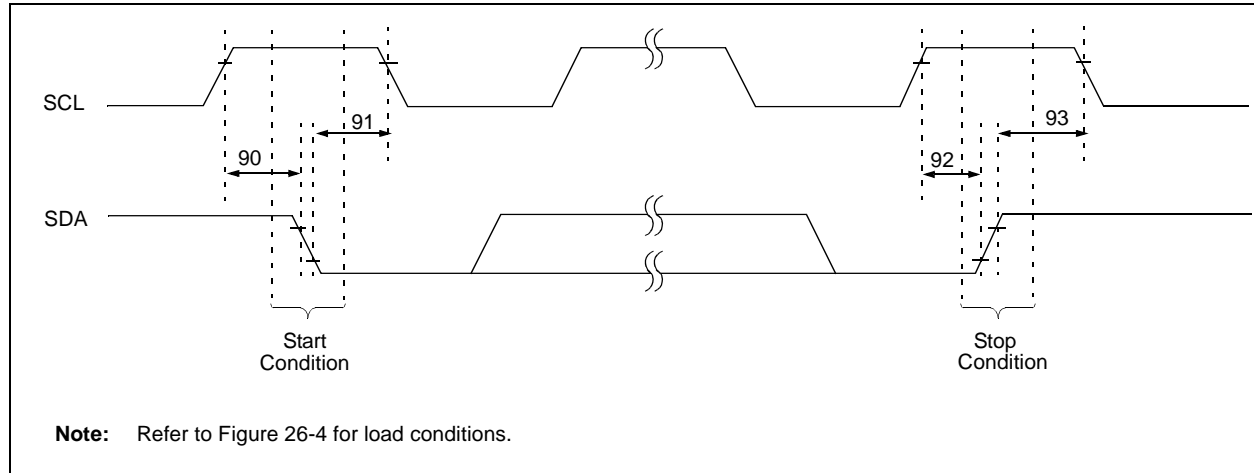 SCL
91
93
90
92
SDA
Start
Condition
Stop
Condition
Note: Refer to Figure 26-4 for load conditions.